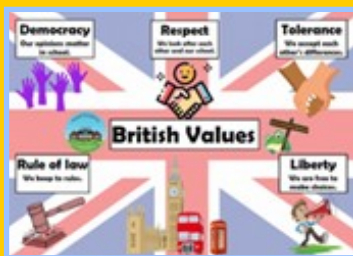 Democracy
Our opinions matter
in school.
Respect
We look after each
other and our school.
Tolerance
We accept each
other's differences.
British Values
Rule of law
We keep to rules.
Liberty
We are free to
make choices.